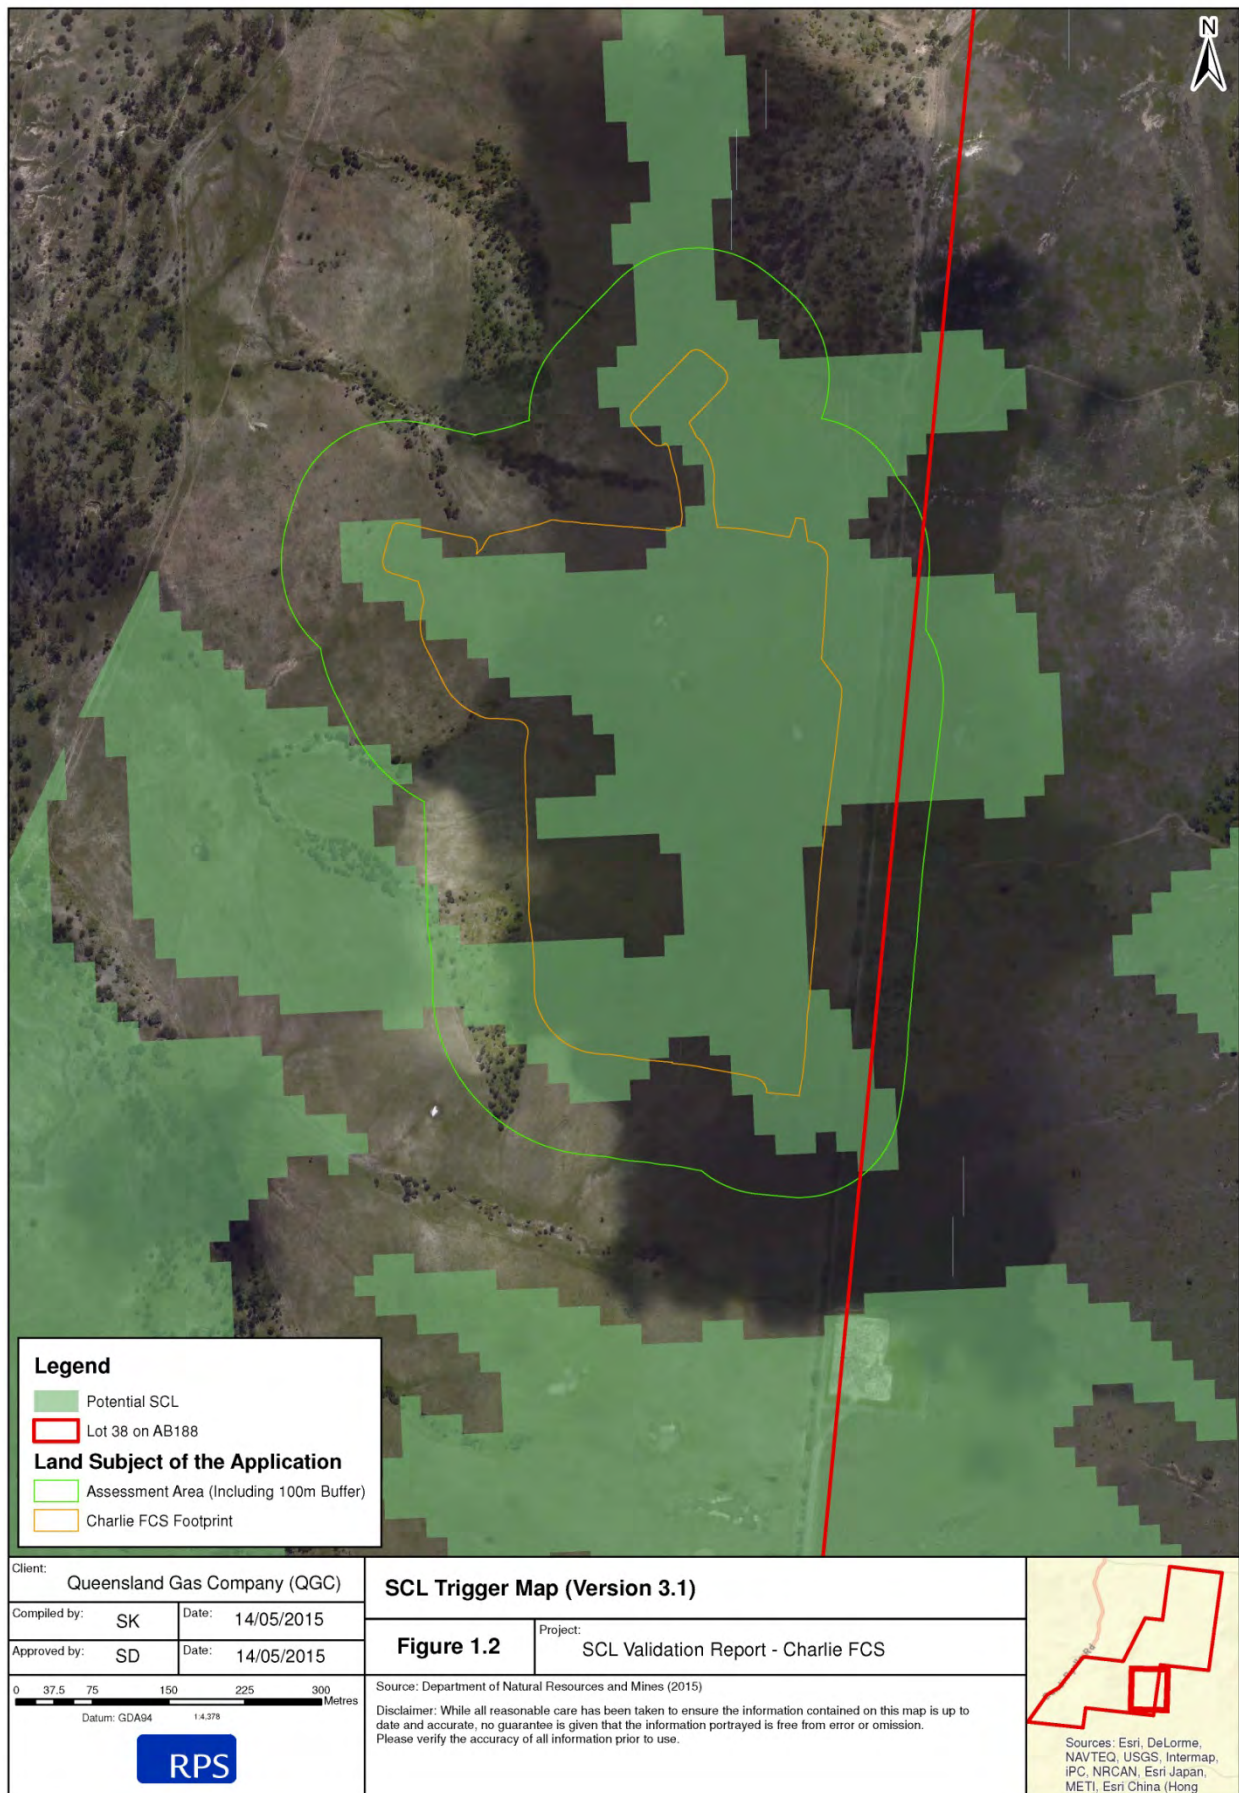 N
Legend
Potential SCL
Lot 38 on AB188
Land Subject of the Application
Assessment Area (Including 100m Buffer)
Charlie FCS Footprint
Client:
Queensland Gas Company (QGC)
Compiled by: SK Date: 14/05/2015
Approved by: SD Date: 14/05/2015
0 37.5 75 150 225 300
Metres
Datum: GDA94 1:4,378
RPS
SCL Trigger Map (Version 3.1)
Figure 1.2
Project:
SCL Validation Report - Charlie FCS
Source: Department of Natural Resources and Mines (2015)
Disclaimer: While all reasonable care has been taken to ensure the information contained on this map is up to
date and accurate, no guarantee is given that the information portrayed is free from error or omission.
Please verify the accuracy of all information prior to use.
Rd
Sources: Esri, DeLorme,
NAVTEQ, USGS, Intermap,
iPC, NRCAN, Esri Japan,
METI, Esri China (Hong